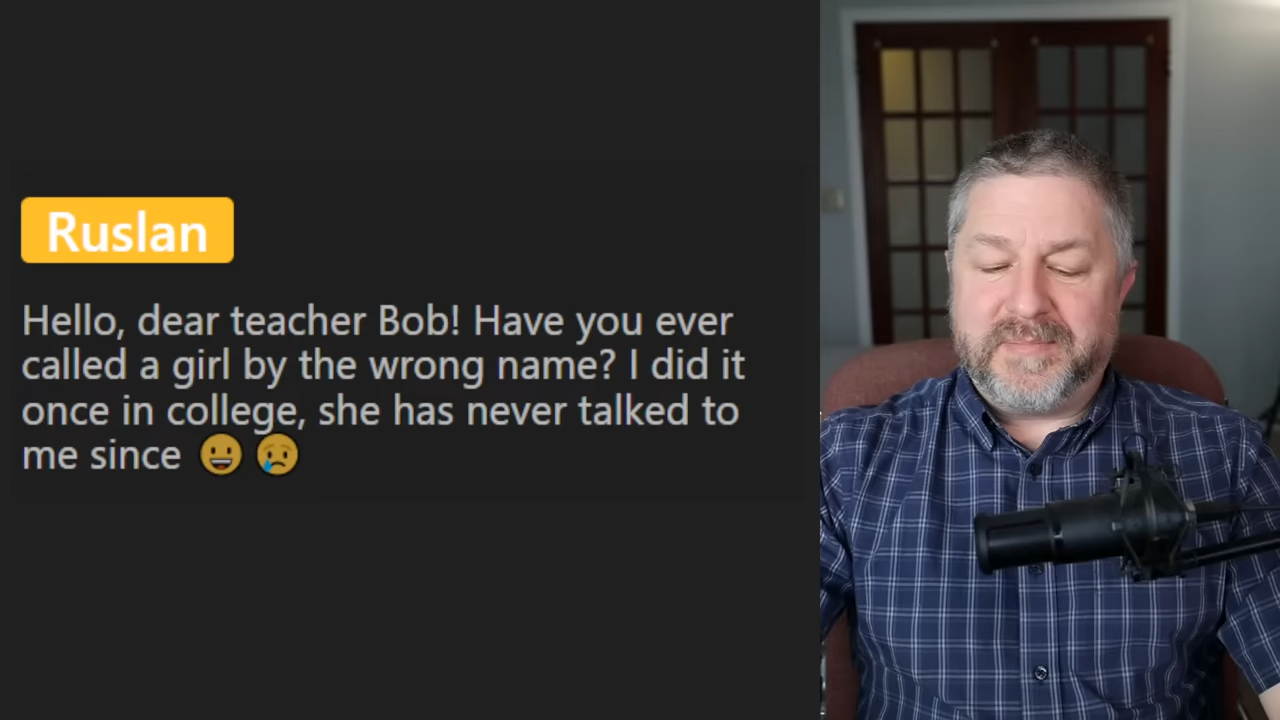 Ruslan
Hello, dear teacher Bob! Have you ever
called a girl by the wrong name? I did it
once in college, she has never talked to
me since 😀 😢